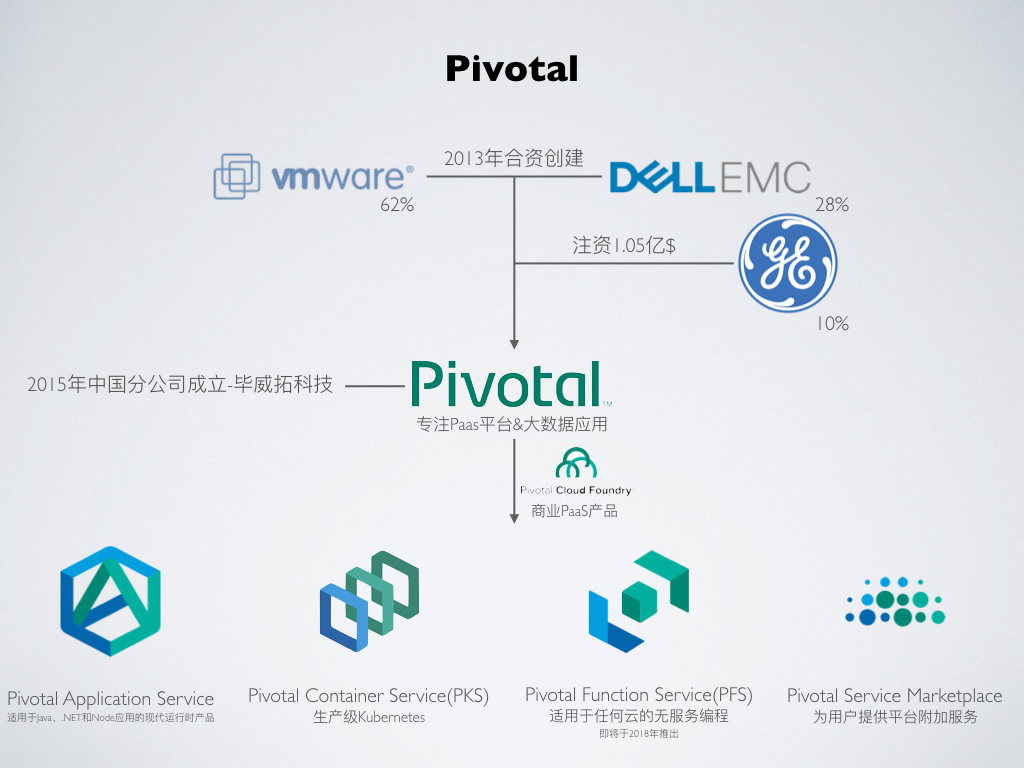 Pivotal
2013年合资创建
vmware®
DELL EMC
62%
28%
注资1.05亿$
GE
10%
2015年中国分公司成立-毕威拓科技
Pivotal™
专注Paas平台&大数据应用
Pivotal Cloud Foundry™
商业PaaS产品
Pivotal Application Service
适用于Java、.NET和Node应用的现代运行时产品
Pivotal Container Service(PKS)
生产级Kubernetes
Pivotal Function Service(PFS)
适用于任何云的无服务编程
即将于2018年推出
Pivotal Service Marketplace
为用户提供平台附加服务